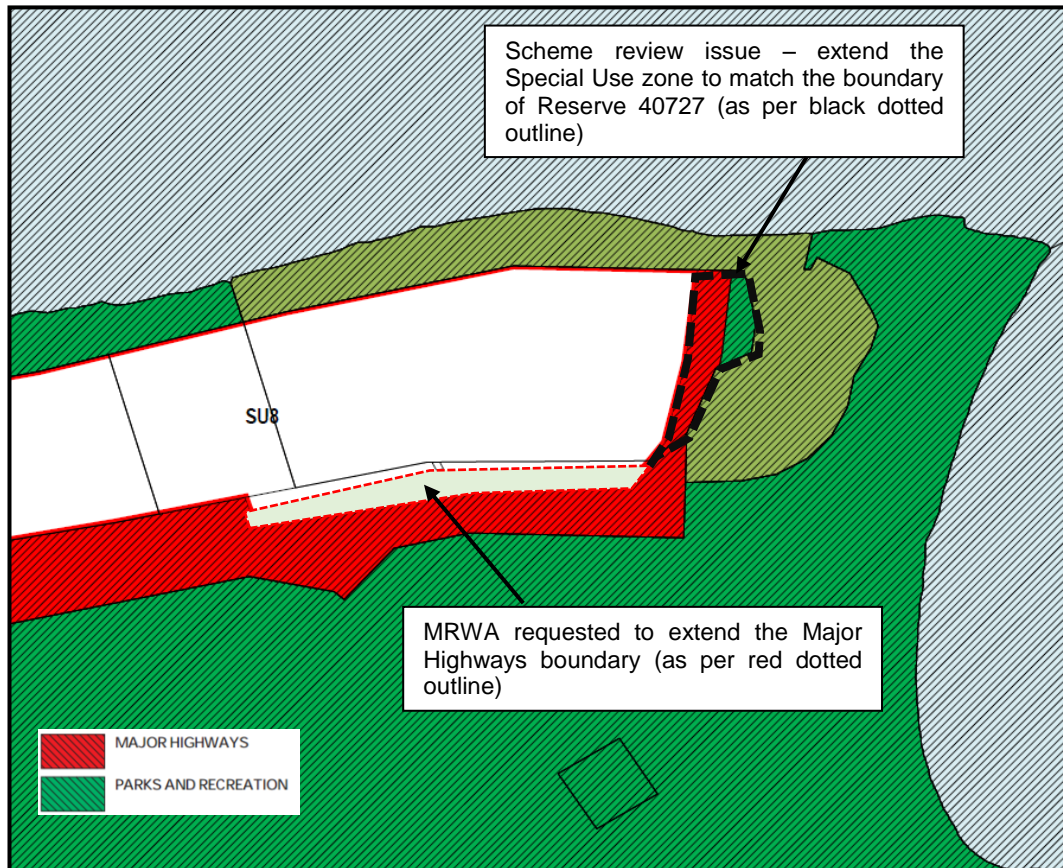 Scheme review issue – extend the
Special Use zone to match the boundary
of Reserve 40727 (as per black dotted
outline)
SU8
MRWA requested to extend the Major
Highways boundary (as per red dotted
outline)
MAJOR HIGHWAYS
PARKS AND RECREATION